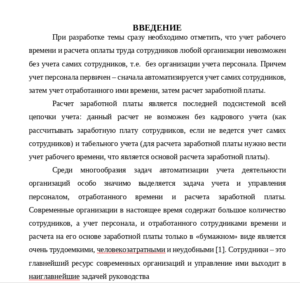 ВВЕДЕНИЕ
При разработке темы сразу необходимо отметить, что учет рабочего
времени и расчета оплаты труда сотрудников любой организации невозможен
без учета самих сотрудников, т.е. без организации учета персонала. Причем
учет персонала первичен – сначала автоматизируется учет самих сотрудников,
затем учет отработанного ими времени, затем расчет заработной платы.
Расчет заработной платы является последней подсистемой всей
цепочки учета: данный расчет не возможен без кадрового учета (как
рассчитывать заработную плату сотрудников, если не ведется учет самих
сотрудников) и табельного учета (для расчета заработной платы нужно вести
учет рабочего времени, что является основой расчета заработной платы).
Среди многообразия задач автоматизации учета деятельности
организаций особо значимо выделяется задача учета и управления
персоналом, отработанного времени и расчета заработной платы.
Современные организации в настоящее время содержат большое количество
сотрудников, а учет персонала, и отработанного сотрудниками времени и
расчета на его основе заработной платы только в «бумажном» виде является
очень трудоемкими, человекозатратными и неудобными [1]. Сотрудники – это
главнейший ресурс современных организаций и управление ими выходит в
наиглавнейшие задачей руководства